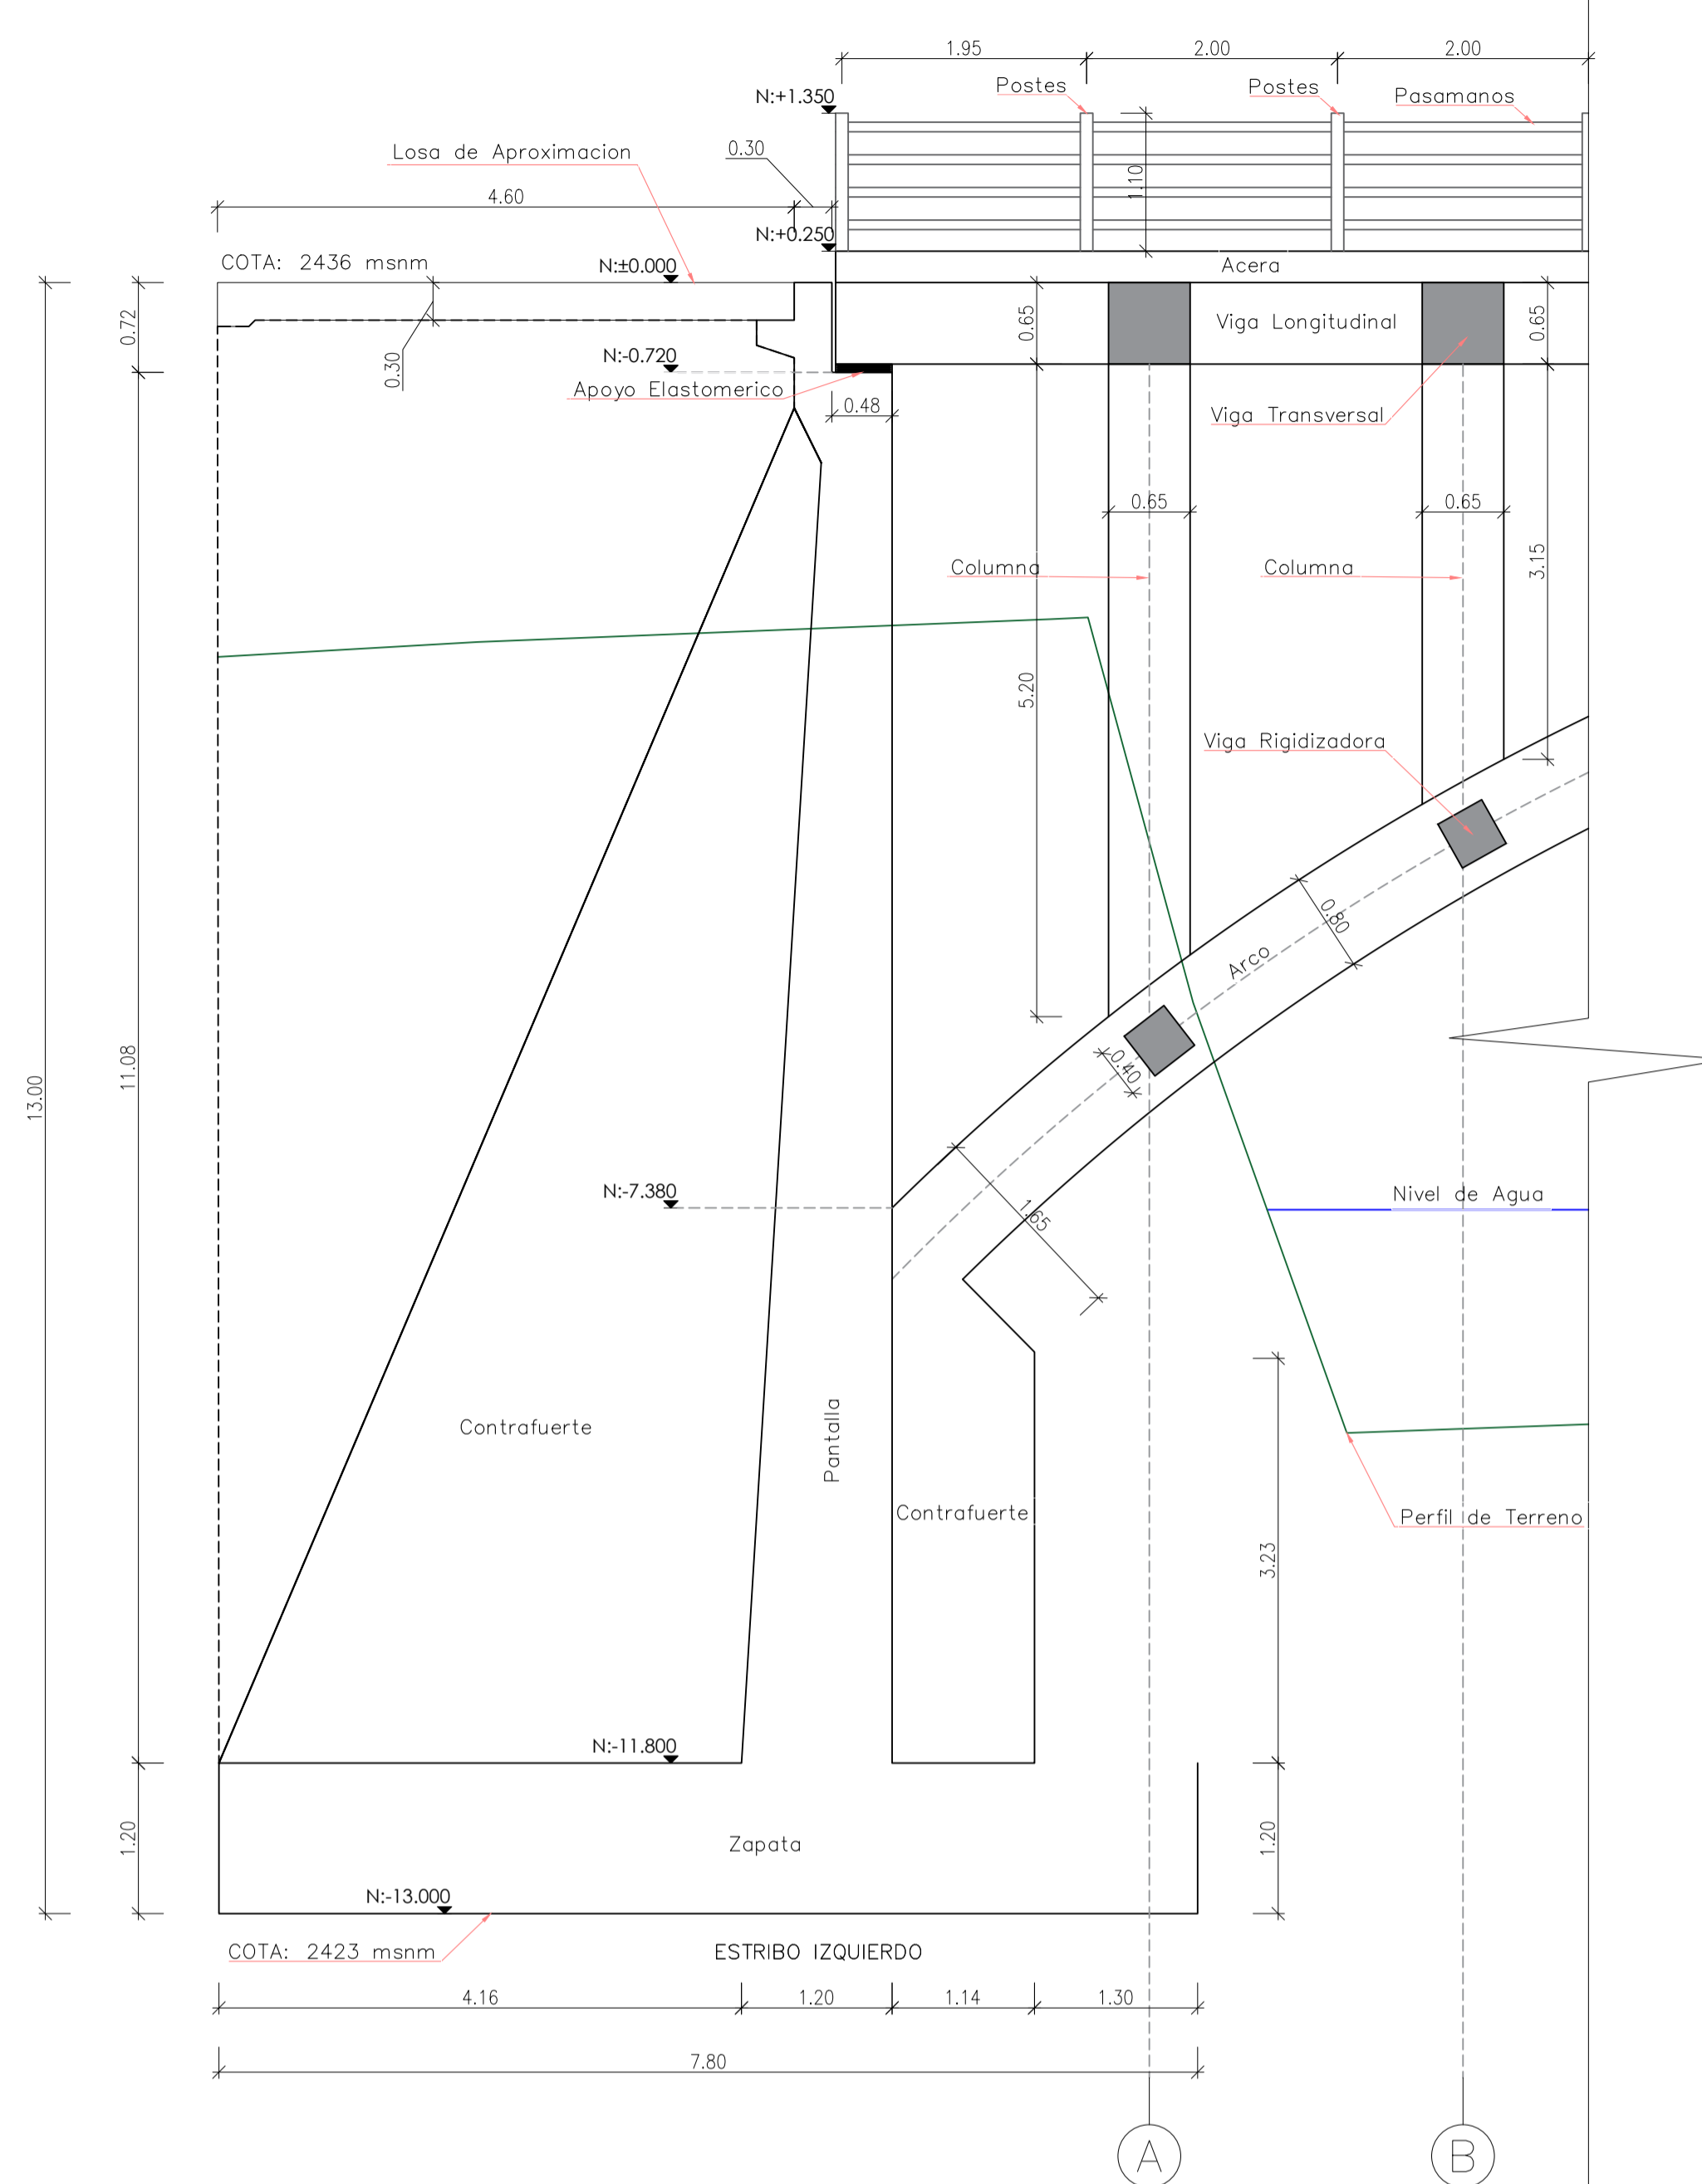 1.95
2.00
2.00
Postes
Postes
Pasamanos
N:+1.350
1.10
0.30
Losa de Aproximacion
4.60
N:+0.250
COTA: 2436 msnm
N:±0.000
Acera
0.72
0.30
0.65
Viga Longitudinal
0.65
N:-0.720
Apoyo Elastomerico
0.48
Viga Transversal
0.65
0.65
Columna
Columna
3.15
5.20
Viga Rigidizadora
0.80
Arco
0.40
13.00
11.08
N:-7.380
1.65
Nivel de Agua
Contrafuerte
Pantalla
Contrafuerte
Perfil de Terreno
3.23
N:-11.800
1.20
Zapata
1.20
N:-13.000
COTA: 2423 msnm
ESTRIBO IZQUIERDO
4.16
1.20
1.14
1.30
7.80
A
B